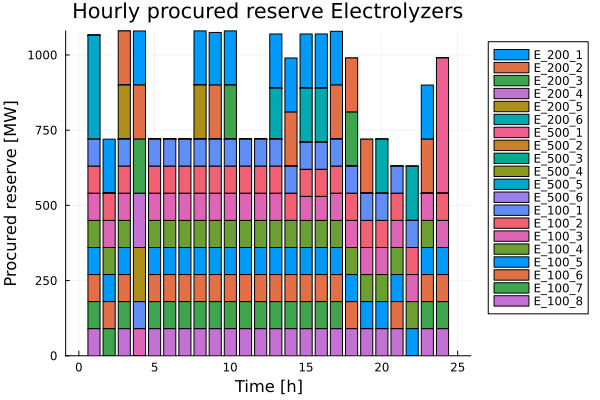 Hourly procured reserve Electrolyzers
Procured reserve [MW]
1000
750
500
250
0
0 5 10 15 20 25
Time [h]
E_200_1
E_200_2
E_200_3
E_200_4
E_200_5
E_200_6
E_500_1
E_500_2
E_500_3
E_500_4
E_500_5
E_500_6
E_100_1
E_100_2
E_100_3
E_100_4
E_100_5
E_100_6
E_100_7
E_100_8